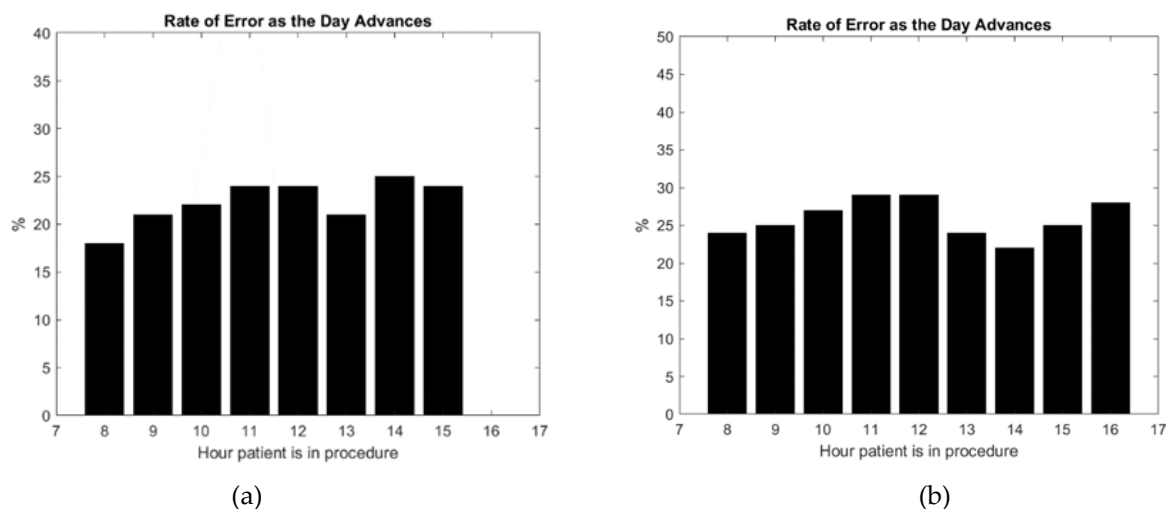 Rate of Error as the Day Advances
40
35
30
25
20
15
10
5
0
%
7 8 9 10 11 12 13 14 15 16 17
Hour patient is in procedure
(a)
Rate of Error as the Day Advances
50
45
40
35
30
25
20
15
10
5
0
%
7 8 9 10 11 12 13 14 15 16 17
Hour patient is in procedure
(b)